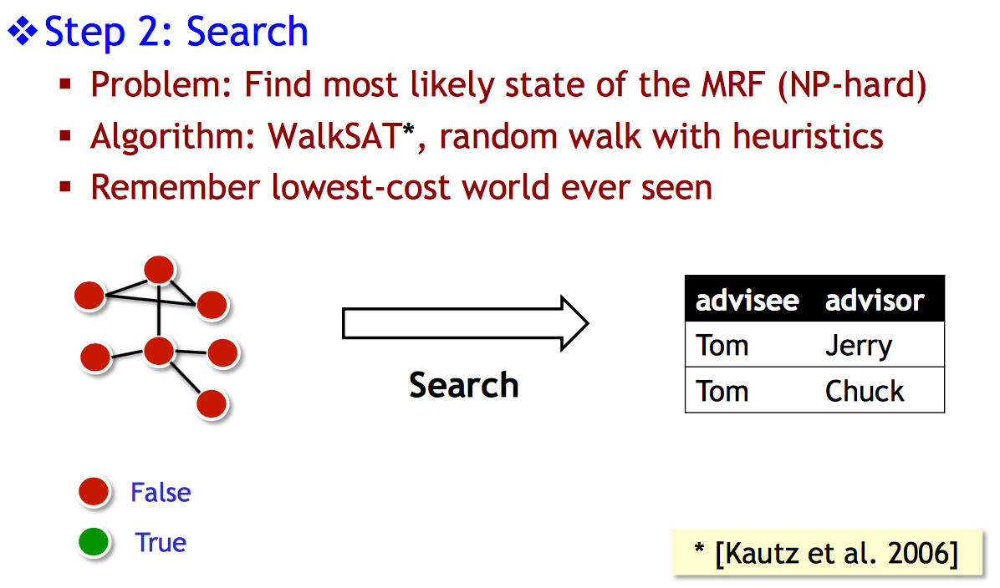 ❖Step 2: Search
▪ Problem: Find most likely state of the MRF (NP-hard)
▪ Algorithm: WalkSAT*, random walk with heuristics
▪ Remember lowest-cost world ever seen
Search
advisee advisor
Tom Jerry
Tom Chuck
False
True
* [Kautz et al. 2006]